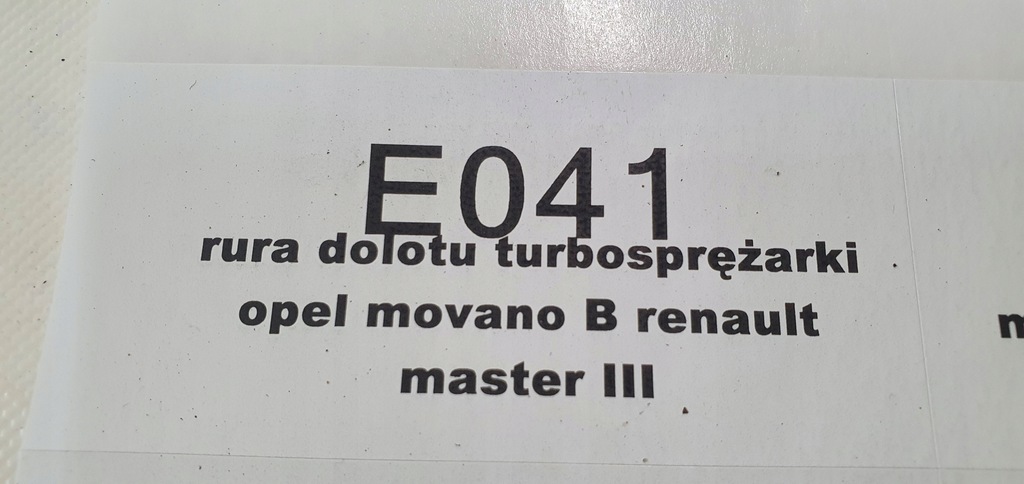 E041
rura dolotu turbosprężarki
opel movano B renault
master III